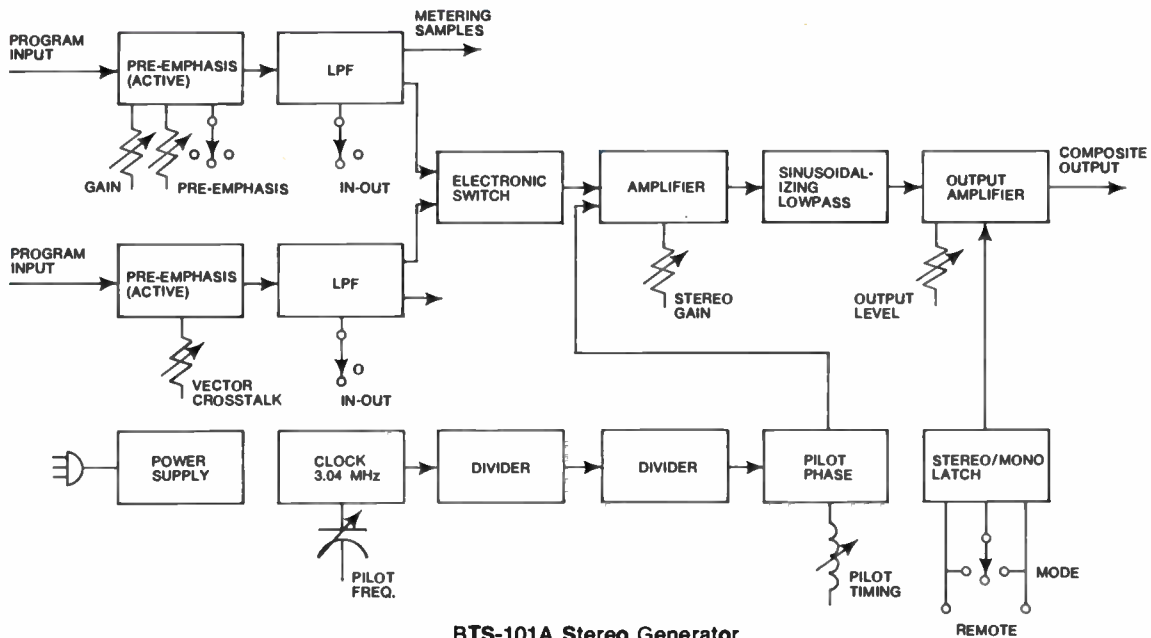 METERING
SAMPLES
PROGRAM
INPUT
PRE-EMPHASIS
(ACTIVE)
LPF
GAIN
PRE-EMPHASIS
IN-OUT
ELECTRONIC
SWITCH
AMPLIFIER
SINUSOIDAL-
IZING
LOWPASS
OUTPUT
AMPLIFIER
COMPOSITE
OUTPUT
PROGRAM
INPUT
PRE-EMPHASIS
(ACTIVE)
LPF
STEREO
GAIN
OUTPUT
LEVEL
VECTOR
CROSSTALK
IN-OUT
POWER
SUPPLY
CLOCK
3.04 MHz
DIVIDER
DIVIDER
PILOT
PHASE
STEREO/MONO
LATCH
PILOT
FREQ.
PILOT
TIMING
MODE
REMOTE
BTS-101A Stereo Generator